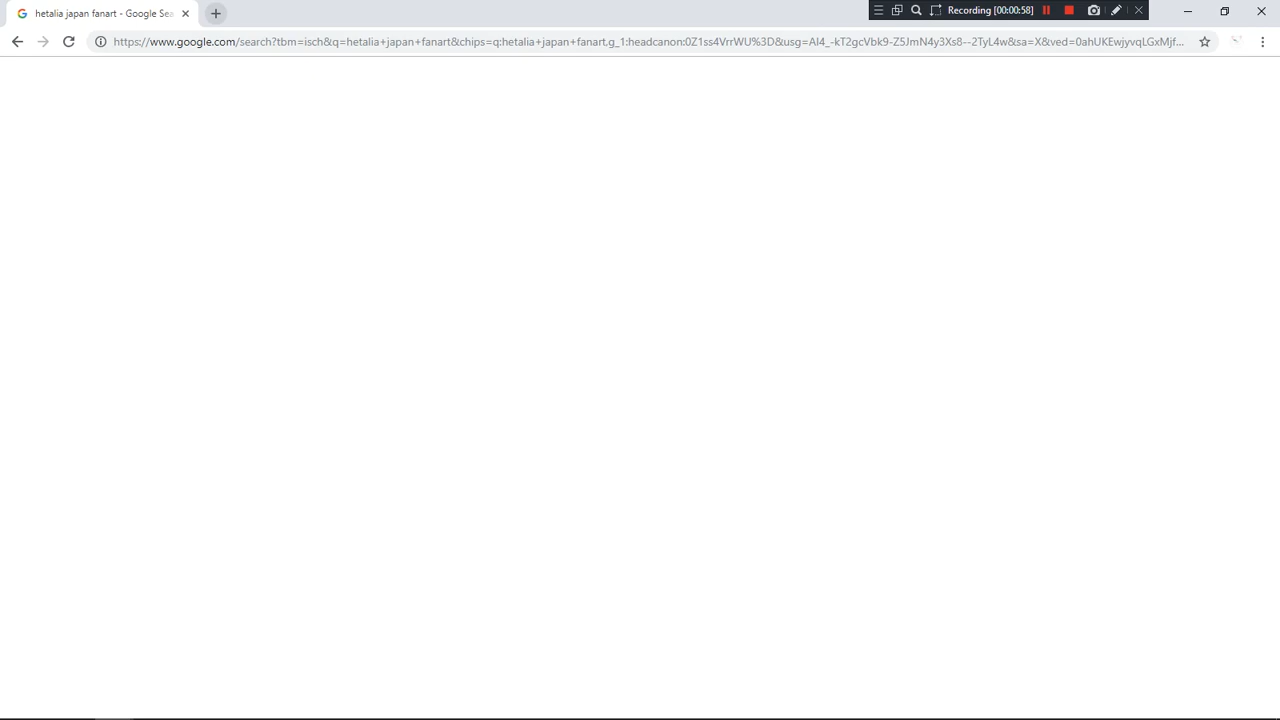 hetalia japan fanart - Google Sea
Recording [00:00:58]
https://www.google.com/search?tbm=isch&q=hetalia+japan+fanart&chips=q:hetalia+japan+fanart,g_1:headcanon:0Z1ss4VrrWU%3D&usg=AI4_-kT2gcVbk9-Z5JmN4y3Xs8--2TyL4w&sa=X&ved=0ahUKEwjyvqLGxMjf...